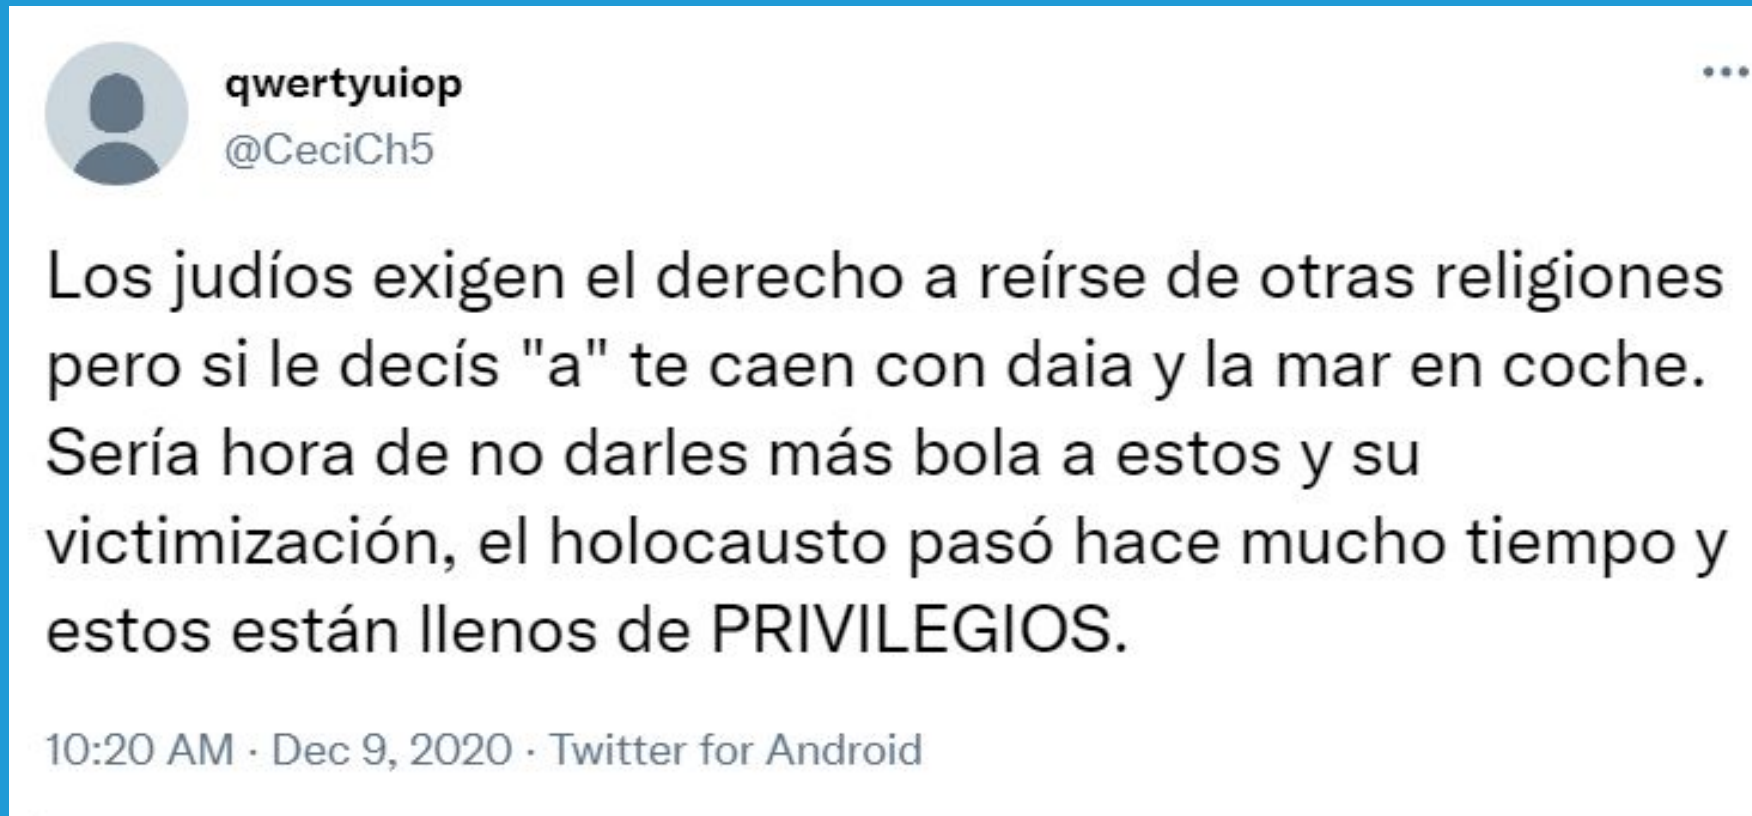 qwertyuiop
@CeciCh5
Los judíos exigen el derecho a reírse de otras religiones
pero si le decís "a" te caen con daia y la mar en coche.
Sería hora de no darles más bola a estos y su
victimización, el holocausto pasó hace mucho tiempo y
estos están llenos de PRIVILEGIOS.
10:20 AM · Dec 9, 2020 · Twitter for Android